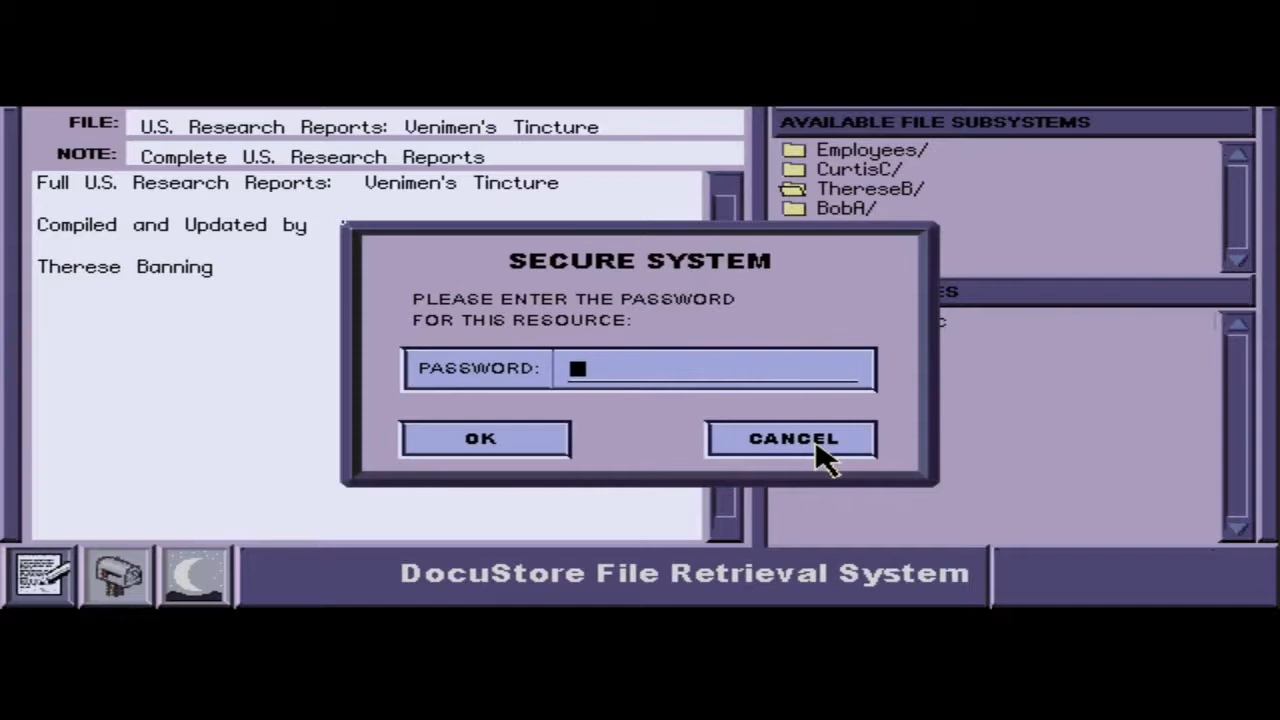 FILE: U.S. Research Reports: Venimen's Tincture
NOTE: Complete U.S. Research Reports
Full U.S. Research Reports: Venimen's Tincture
Compiled and Updated by
Therese Banning
AVAILABLE FILE SUBSYSTEMS
Employees/
CurtisC/
ThereseB/
BobA/
ES
c
SECURE SYSTEM
PLEASE ENTER THE PASSWORD
FOR THIS RESOURCE:
PASSWORD:
OK
CANCEL
DocuStore File Retrieval System